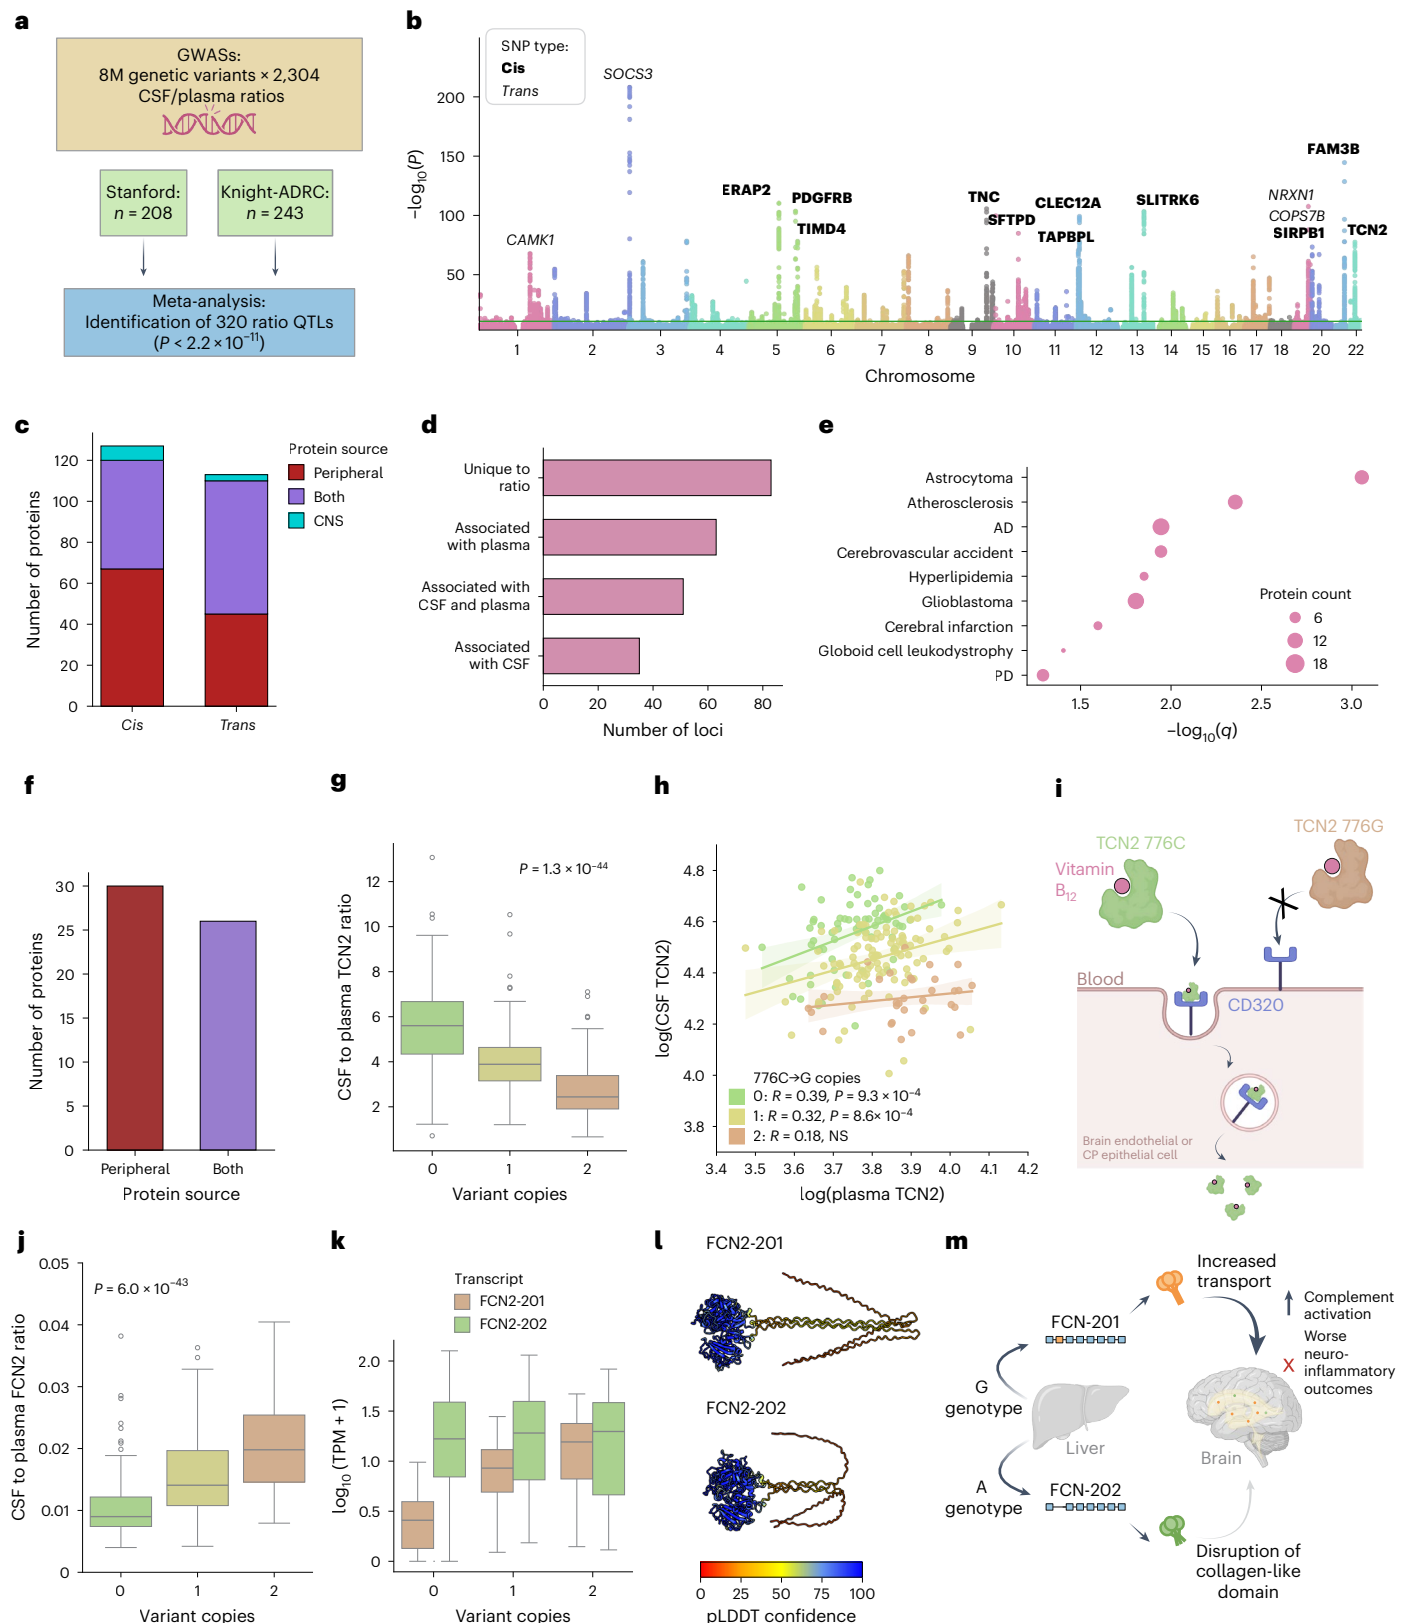 a
GWASs:
8M genetic variants × 2,304
CSF/plasma ratios
Stanford:
n = 208
Knight-ADRC:
n = 243
Meta-analysis:
Identification of 320 ratio QTLs
(P < 2.2 × 10⁻¹¹)
b
SNP type:
Cis
Trans
–log₁₀(P)
200
150
100
50
CAMK1
SOCS3
ERAP2
PDGFRB
TIMD4
TNC
SFTPD
CLEC12A
TAPBPL
SLITRK6
FAM3B
NRXN1
COPS7B
SIRPB1
TCN2
1 2 3 4 5 6 7 8 9 10 11 12 13 14 15 16 17 18 20 22
Chromosome
c
Number of proteins
120
100
80
60
40
20
0
Cis Trans
Protein source
Peripheral
Both
CNS
d
Unique to
ratio
Associated
with plasma
Associated with
CSF and plasma
Associated
with CSF
0 20 40 60 80
Number of loci
e
Astrocytoma
Atherosclerosis
AD
Cerebrovascular accident
Hyperlipidemia
Glioblastoma
Cerebral infarction
Globoid cell leukodystrophy
PD
Protein count
6
12
18
1.5 2.0 2.5 3.0
–log₁₀(q)
f
Number of proteins
30
25
20
15
10
5
0
Peripheral Both
Protein source
g
CSF to plasma TCN2 ratio
P = 1.3 × 10⁻⁴⁴
12
10
8
6
4
2
0 1 2
Variant copies
h
log(CSF TCN2)
4.8
4.6
4.4
4.2
4.0
3.8
776C→G copies
0: R = 0.39, P = 9.3 × 10⁻⁴
1: R = 0.32, P = 8.6× 10⁻⁴
2: R = 0.18, NS
3.4 3.5 3.6 3.7 3.8 3.9 4.0 4.1 4.2
log(plasma TCN2)
i
TCN2 776G
TCN2 776C
Vitamin
B₁₂
Blood
CD320
Brain endothelial or
CP epithelial cell
j
CSF to plasma FCN2 ratio
P = 6.0 × 10⁻⁴³
0.05
0.04
0.03
0.02
0.01
0
0 1 2
Variant copies
k
Transcript
FCN2-201
FCN2-202
log₁₀ (TPM + 1)
2.0
1.5
1.0
0.5
0
0 1 2
Variant copies
l
FCN2-201
FCN2-202
0 25 50 75 100
pLDDT confidence
m
Increased
transport
Complement
activation
FCN-201
X
Worse
neuro-
inflammatory
outcomes
G
genotype
Liver
Brain
A
genotype
FCN-202
Disruption of
collagen-like
domain